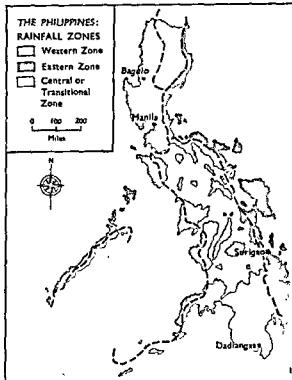 THE PHILIPPINES:
RAINFALL ZONES
Western Zone
Eastern Zone
Central or
Transitional
Zone
0 100 200
Miles
N
Baguio
Manila
Surigao
Dadiangas